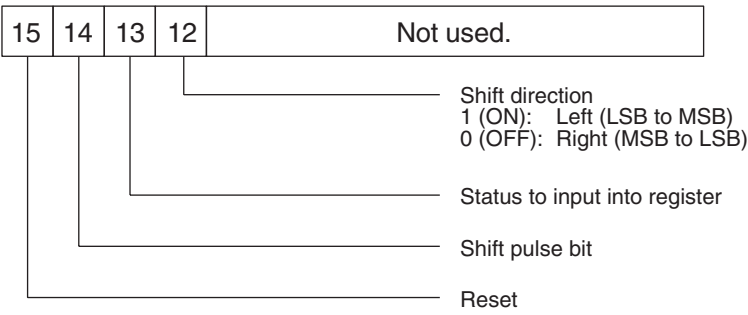 15 14 13 12 Not used.
Shift direction
1 (ON): Left (LSB to MSB)
0 (OFF): Right (MSB to LSB)
Status to input into register
Shift pulse bit
Reset